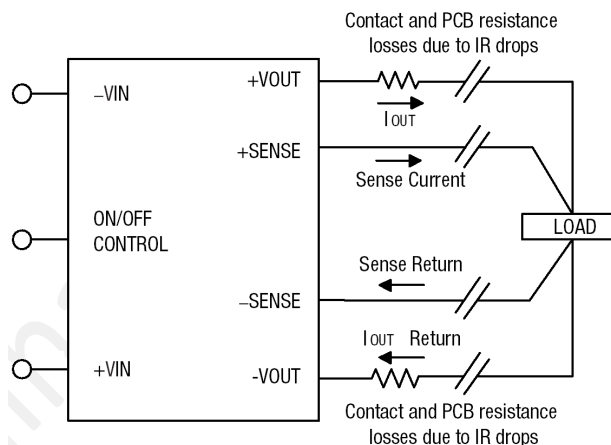 Contact and PCB resistance
losses due to IR drops
+VOUT
–VIN
IOUT
+SENSE
Sense Current
ON/OFF
CONTROL
LOAD
Sense Return
–SENSE
IOUT Return
+VIN
-VOUT
Contact and PCB resistance
losses due to IR drops